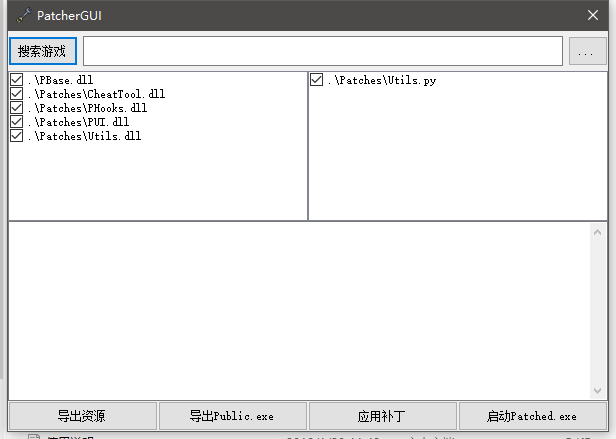 PatcherGUI
搜索游戏
...
.\PBase.dll
.\Patches\CheatTool.dll
.\Patches\PHooks.dll
.\Patches\PUI.dll
.\Patches\Utils.dll
.\Patches\Utils.py
导出资源
导出Public.exe
应用补丁
启动Patched.exe